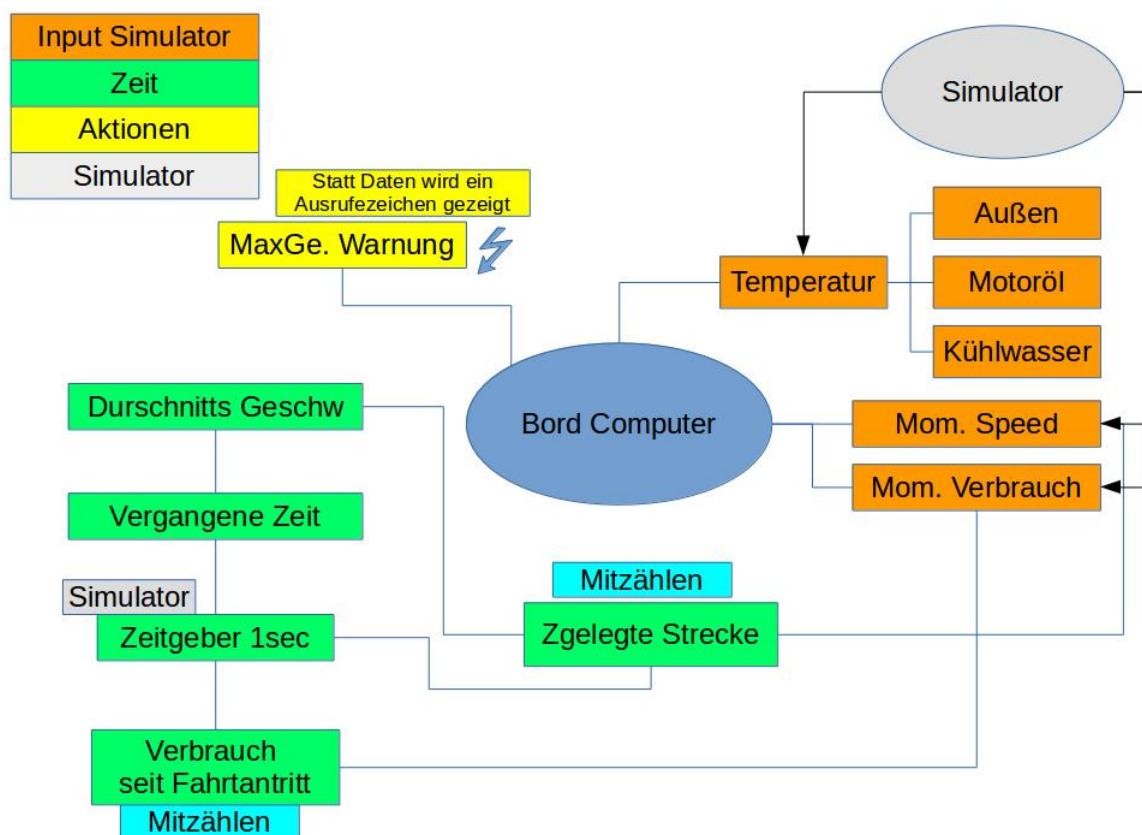 Input Simulator
Zeit
Aktionen
Simulator
Simulator
Statt Daten wird ein
Ausrufezeichen gezeigt
MaxGe. Warnung
Temperatur
Außen
Motoröl
Kühlwasser
Bord Computer
Mom. Speed
Mom. Verbrauch
Durschnitts Geschw
Vergangene Zeit
Simulator
Zeitgeber 1sec
Mitzählen
Zgelegte Strecke
Verbrauch
seit Fahrtantritt
Mitzählen